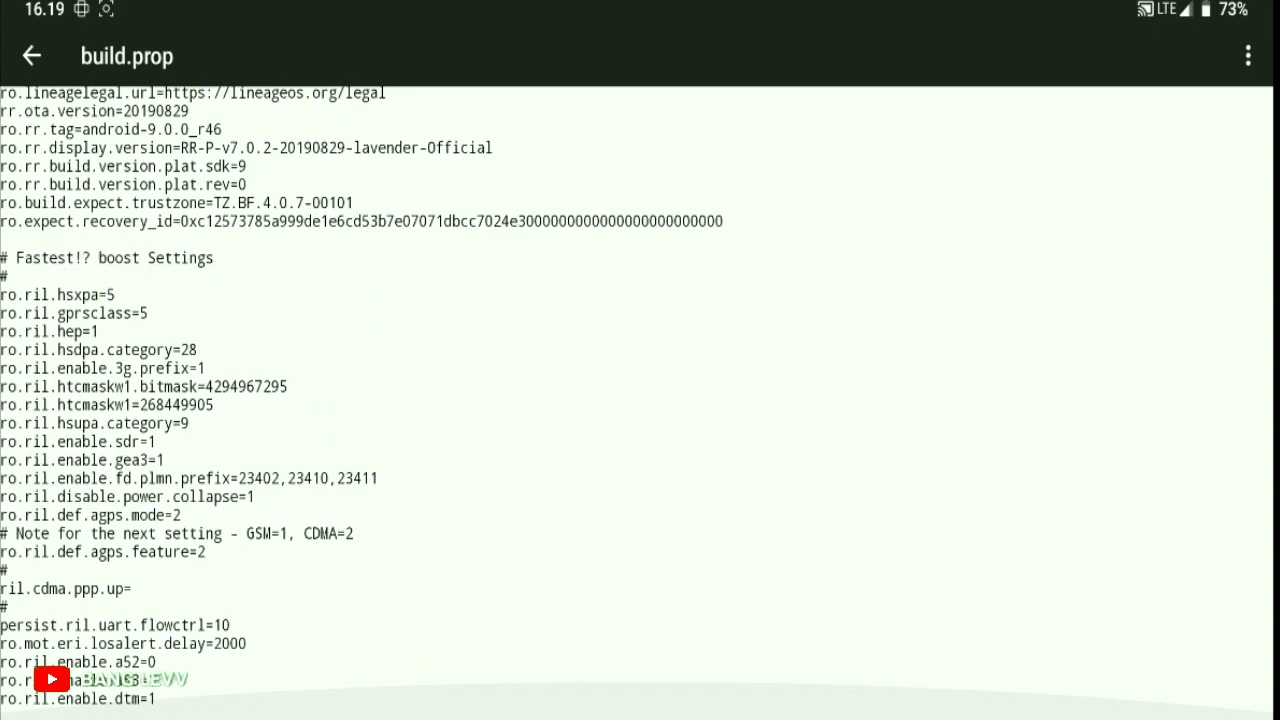 16.19
LTE 73%
build.prop
ro.lineagelegal.url=https://lineageos.org/legal
rr.ota.version=20190829
ro.rr.tag=android-9.0.0_r46
ro.rr.display.version=RR-P-v7.0.2-20190829-lavender-Official
ro.rr.build.version.plat.sdk=9
ro.rr.build.version.plat.rev=0
ro.build.expect.trustzone=TZ.BF.4.0.7-00101
ro.expect.recovery_id=0xc12573785a999de1e6cd53b7e07071dbcc7024e3000000000000000000000000
# Fastest!? boost Settings
#
ro.ril.hsxpa=5
ro.ril.gprsclass=5
ro.ril.hep=1
ro.ril.hsdpa.category=28
ro.ril.enable.3g.prefix=1
ro.ril.htcmaskw1.bitmask=4294967295
ro.ril.htcmaskw1=268449905
ro.ril.hsupa.category=9
ro.ril.enable.sdr=1
ro.ril.enable.gea3=1
ro.ril.enable.fd.plmn.prefix=23402,23410,23411
ro.ril.disable.power.collapse=1
ro.ril.def.agps.mode=2
# Note for the next setting - GSM=1, CDMA=2
ro.ril.def.agps.feature=2
#
ril.cdma.ppp.up=
#
persist.ril.uart.flowctrl=10
ro.mot.eri.losalert.delay=2000
ro.ril.enable.a52=0
BANG LEVV
ro.ril.enable.dtm=1